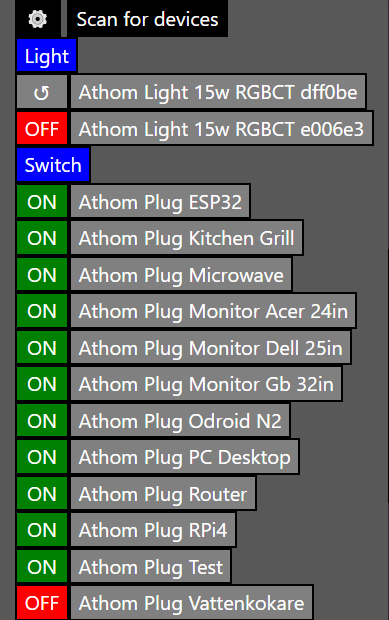 Scan for devices
Light
↺ Athom Light 15w RGBCT dff0be
OFF Athom Light 15w RGBCT e006e3
Switch
ON Athom Plug ESP32
ON Athom Plug Kitchen Grill
ON Athom Plug Microwave
ON Athom Plug Monitor Acer 24in
ON Athom Plug Monitor Dell 25in
ON Athom Plug Monitor Gb 32in
ON Athom Plug Odroid N2
ON Athom Plug PC Desktop
ON Athom Plug Router
ON Athom Plug RPi4
ON Athom Plug Test
OFF Athom Plug Vattenkokare